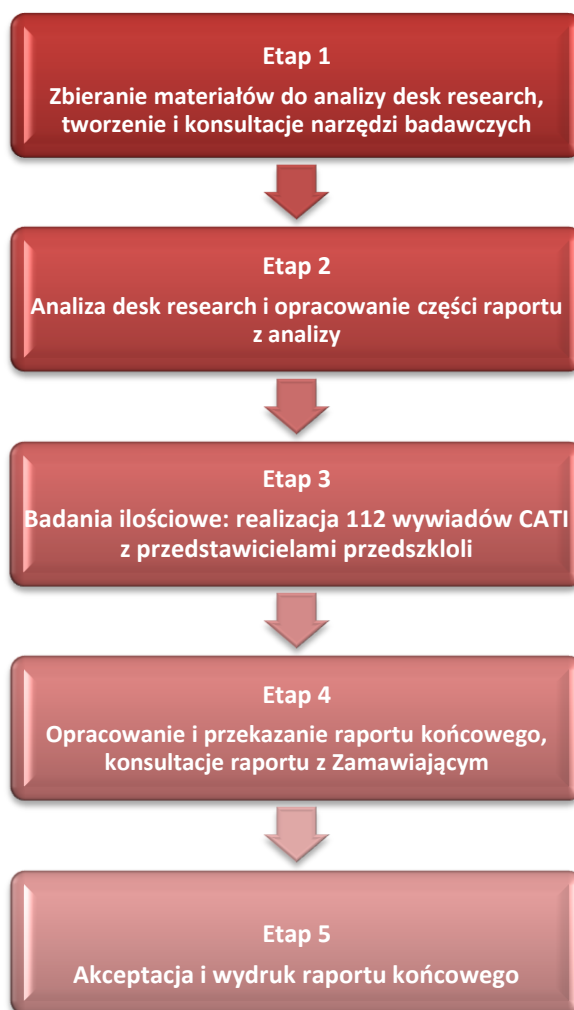 Etap 1
Zbieranie materiałów do analizy desk research,
tworzenie i konsultacje narzędzi badawczych
Etap 2
Analiza desk research i opracowanie części raportu
z analizy
Etap 3
Badania ilościowe: realizacja 112 wywiadów CATI
z przedstawicielami przedszkloli
Etap 4
Opracowanie i przekazanie raportu końcowego,
konsultacje raportu z Zamawiającym
Etap 5
Akceptacja i wydruk raportu końcowego